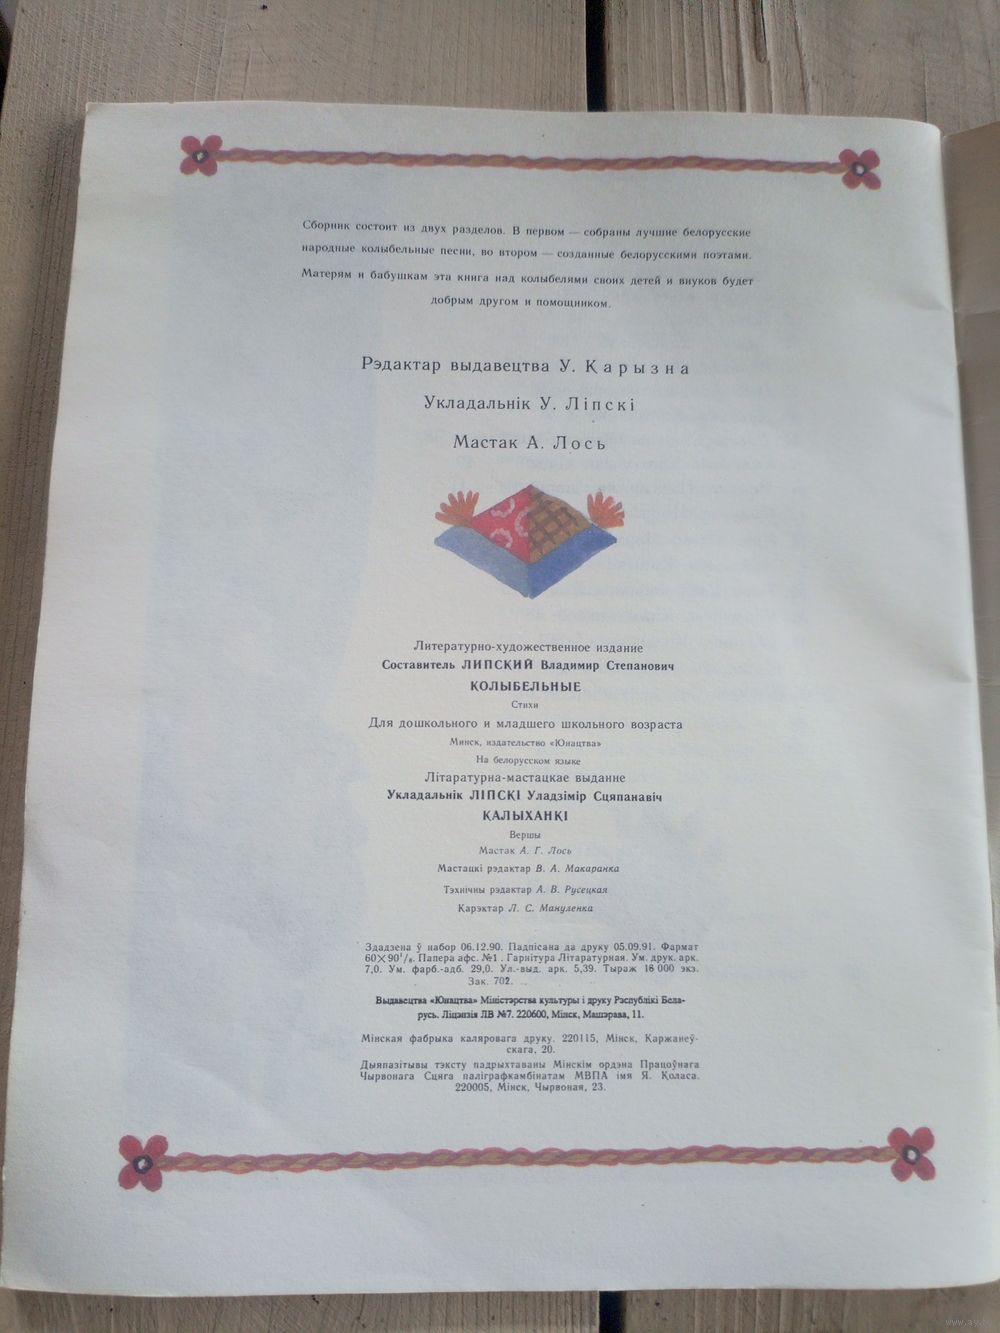 Сборник состоит из двух разделов. В первом — собраны лучшие белорусские
народные колыбельные песни, во втором — созданные белорусскими поэтами.
Матерям и бабушкам эта книга над колыбелями своих детей и внуков будет
добрым другом и помощником.
Рэдактар выдавецтва У. Карызна
Укладальнік У. Ліпскі
Мастак А. Лось
Литературно-художественное издание
Составитель ЛИПСКИЙ Владимир Степанович
КОЛЫБЕЛЬНЫЕ
Стихи
Для дошкольного и младшего школьного возраста
Минск, издательство «Юнацтва»
На белорусском языке
Літаратурна-мастацкае выданне
Укладальнік ЛІПСКІ Уладзімір Сцяпанавіч
КАЛЫХАНКІ
Вершы
Мастак А. Г. Лось
Мастацкі рэдактар В. А. Макаранка
Тэхнічны рэдактар А. В. Русецкая
Карэктар Л. С. Мануленка
Здадзена ў набор 06.12.90. Падпісана да друку 05.09.91. Фармат
60×90¹/₈. Папера афс. №1 . Гарнітура Літаратурная. Ум. друк. арк.
7,0. Ум. фарб.-адб. 29,0. Ул.-выд. арк. 5,39. Тыраж 16 000 экз.
Зак. 702.
Выдавецтва «Юнацтва» Міністэрства культуры і друку Рэспублікі Бела-
русь. Ліцэнзія ЛВ №7. 220600, Мінск, Машэрава, 11.
Мінская фабрыка каляровага друку. 220115, Мінск, Каржанеў-
скага, 20.
Дыяпазітывы тэксту падрыхтаваны Мінскім ордэна Працоўнага
Чырвонага Сцяга паліграфкамбінатам МВПА імя Я. Коласа.
220005, Мінск, Чырвоная, 23.